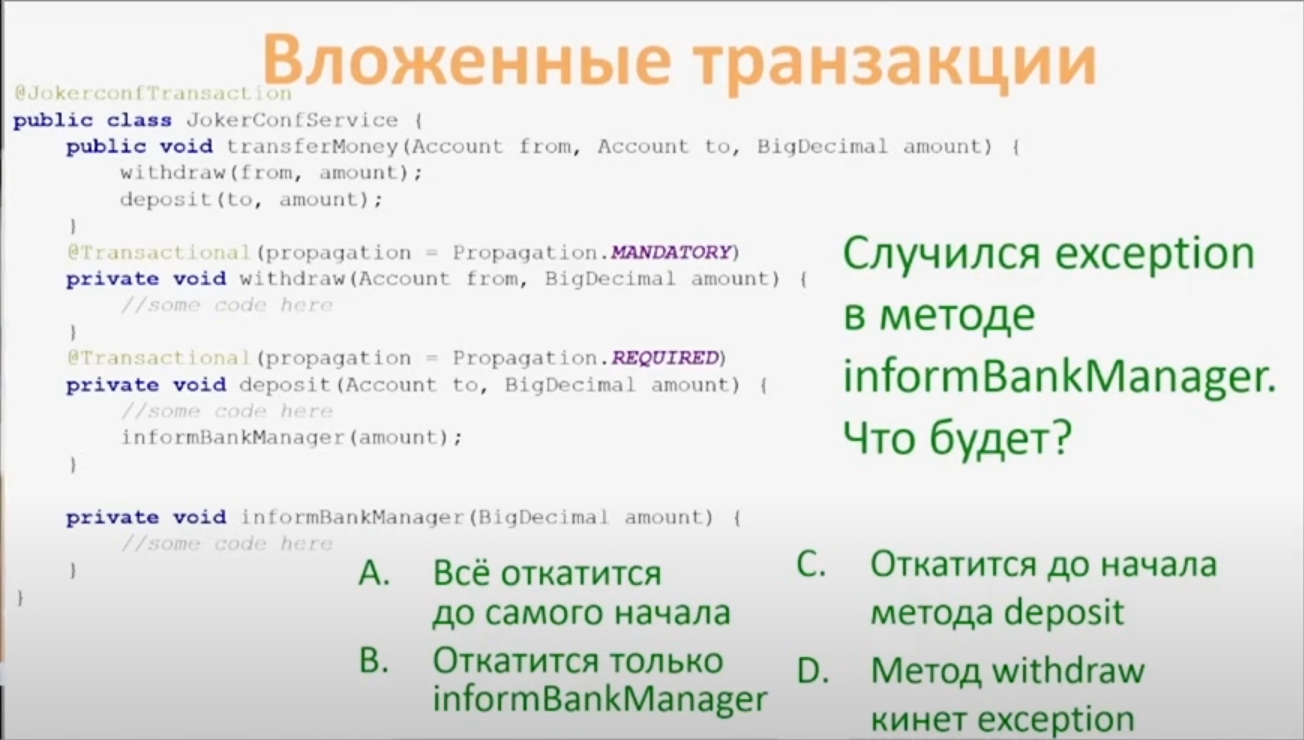 Вложенные транзакции
@JokerconfTransaction
public class JokerConfService {
public void transferMoney(Account from, Account to, BigDecimal amount) {
withdraw(from, amount);
deposit(to, amount);
}
@Transactional(propagation = Propagation.MANDATORY)
private void withdraw(Account from, BigDecimal amount) {
//some code here
}
@Transactional(propagation = Propagation.REQUIRED)
private void deposit(Account to, BigDecimal amount) {
//some code here
informBankManager(amount);
}
private void informBankManager(BigDecimal amount) {
//some code here
}
}
Случился exception
в методе
informBankManager.
Что будет?
A. Всё откатится
до самого начала
B. Откатится только
informBankManager
C. Откатится до начала
метода deposit
D. Метод withdraw
кинет exception